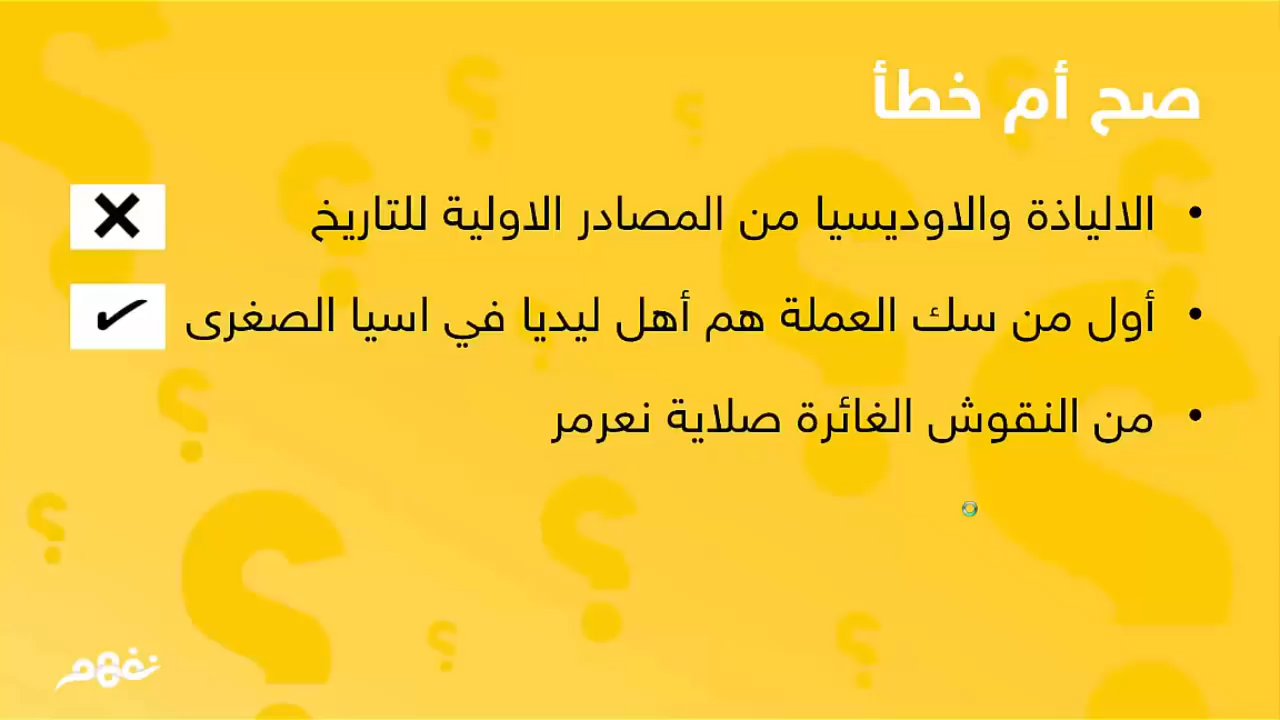 صح أم خطأ
• الالياذة والاوديسيا من المصادر الاولية للتاريخ ✕
• أول من سك العملة هم أهل ليديا في اسيا الصغرى ✓
• من النقوش الغائرة صلاية نعرمر
نفهم